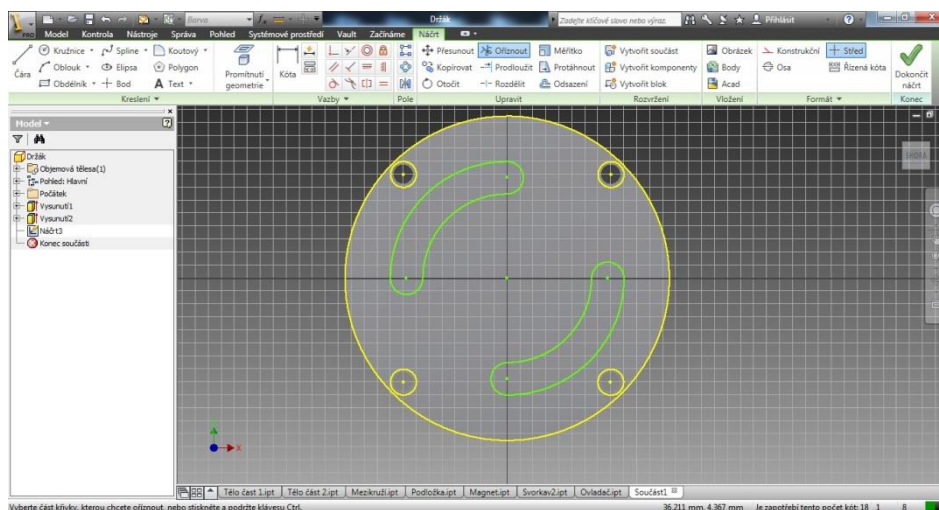 Borva Držák Zadejte klíčové slovo nebo výraz. Přihlásit
PRO Model Kontrola Nástroje Správa Pohled Systémové prostředí Vault Začínáme Náčrt
Čára Kružnice Spline Koutový Promítnutí geometrie Kóta Přesunout Oříznout Měřítko Vytvořit součást Obrázek Konstrukční Střed Dokončit náčrt
Oblouk Elipsa Polygon Kopírovat Prodloužit Protáhnout Vytvořit komponenty Body Osa Řízená kóta
Obdélník Bod A Text Otočit Rozdělit Odsazení Vytvořit blok Acad
Kreslení Vazby Pole Upravit Rozvržení Vložení Formát Konec
Model
Držák
Objemová tělesa(1)
Pohled: Hlavní
Počátek
Vysunutí1
Vysunutí2
Náčrt3
Konec součásti
SHORA
X
Tělo čast 1.ipt Tělo část 2.ipt Mezikruží.ipt Podložka.ipt Magnet.ipt Svorkav2.ipt Ovladač.ipt Součást1
Vyberte část křivky, kterou chcete oříznout, nebo stiskněte a podržte klávesu Ctrl. 36.211 mm, 4.367 mm Je zapotřebí tento počet kót: 18 1 8